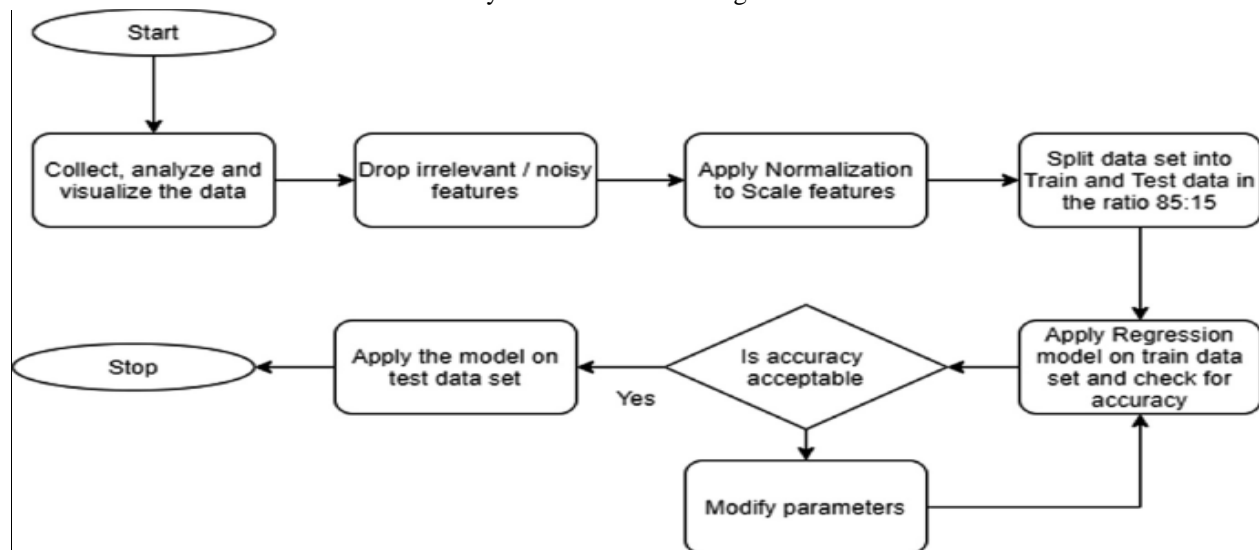 Start
Collect, analyze and
visualize the data
Drop irrelevant / noisy
features
Apply Normalization
to Scale features
Split data set into
Train and Test data in
the ratio 85:15
Apply Regression
model on train data
set and check for
accuracy
Is accuracy
acceptable
Yes
Apply the model on
test data set
Stop
Modify parameters